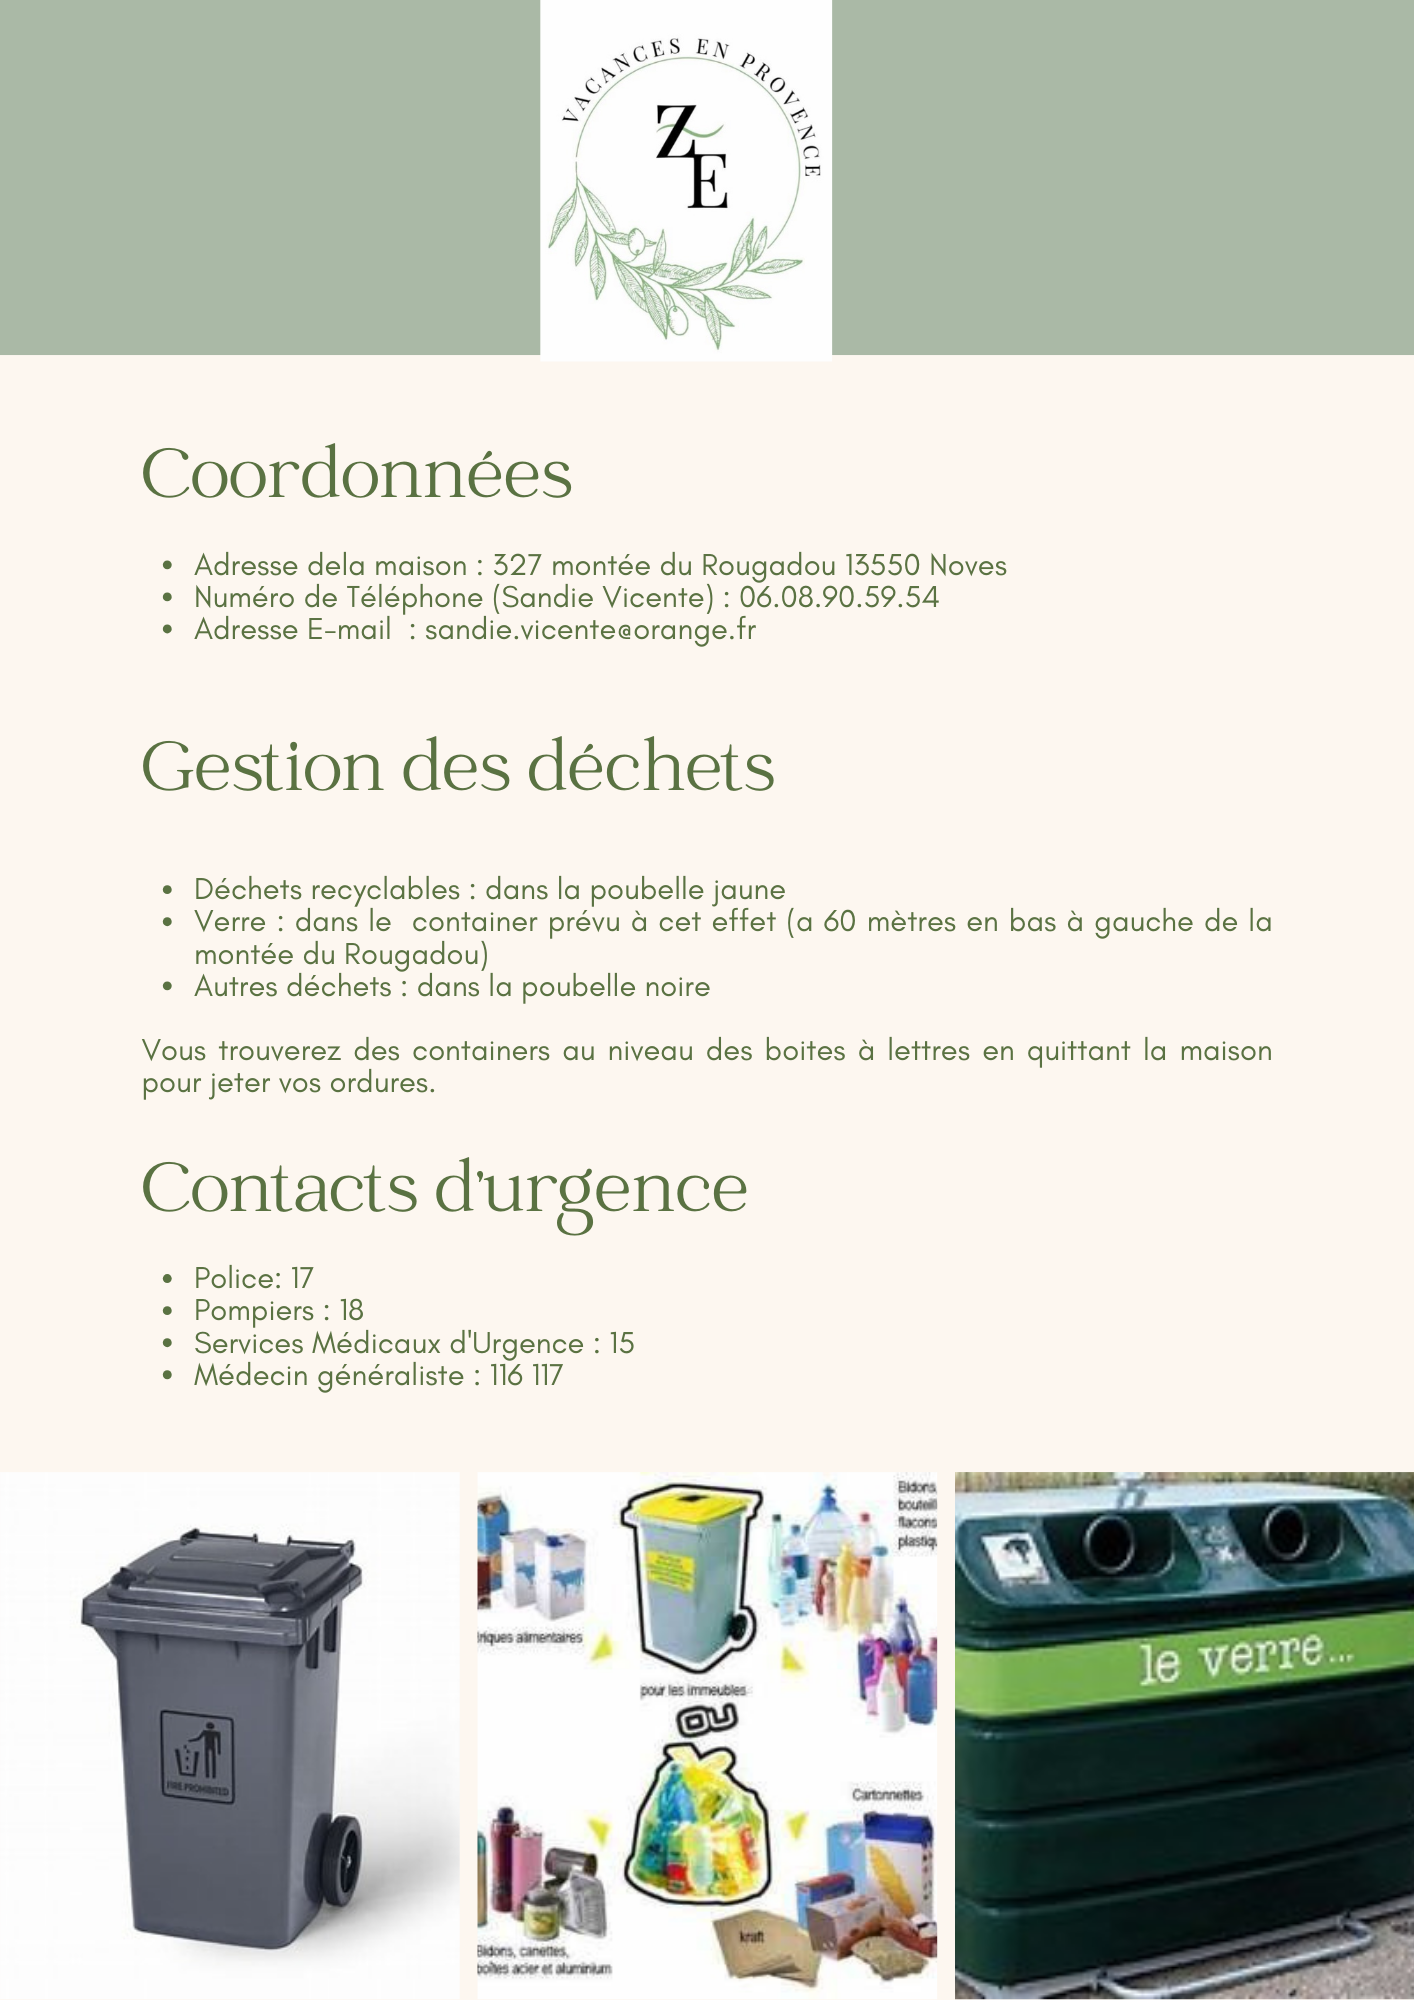 VACANCES EN PROVENCE
Z
E
Coordonnées
• Adresse dela maison : 327 montée du Rougadou 13550 Noves
• Numéro de Téléphone (Sandie Vicente) : 06.08.90.59.54
• Adresse E-mail : sandie.vicente@orange.fr
Gestion des déchets
• Déchets recyclables : dans la poubelle jaune
• Verre : dans le container prévu à cet effet (a 60 mètres en bas à gauche de la
montée du Rougadou)
• Autres déchets : dans la poubelle noire
Vous trouverez des containers au niveau des boites à lettres en quittant la maison
pour jeter vos ordures.
Contacts d'urgence
• Police: 17
• Pompiers : 18
• Services Médicaux d'Urgence : 15
• Médecin généraliste : 116 117
FIRE PROHIBITED
Bidons,
bouteill
flacons
plastiqu
riques alimentaires
pour les immeubles
OU
Cartonnettes
kraft
Bidons, canettes,
boîtes acier et aluminium
le verre...